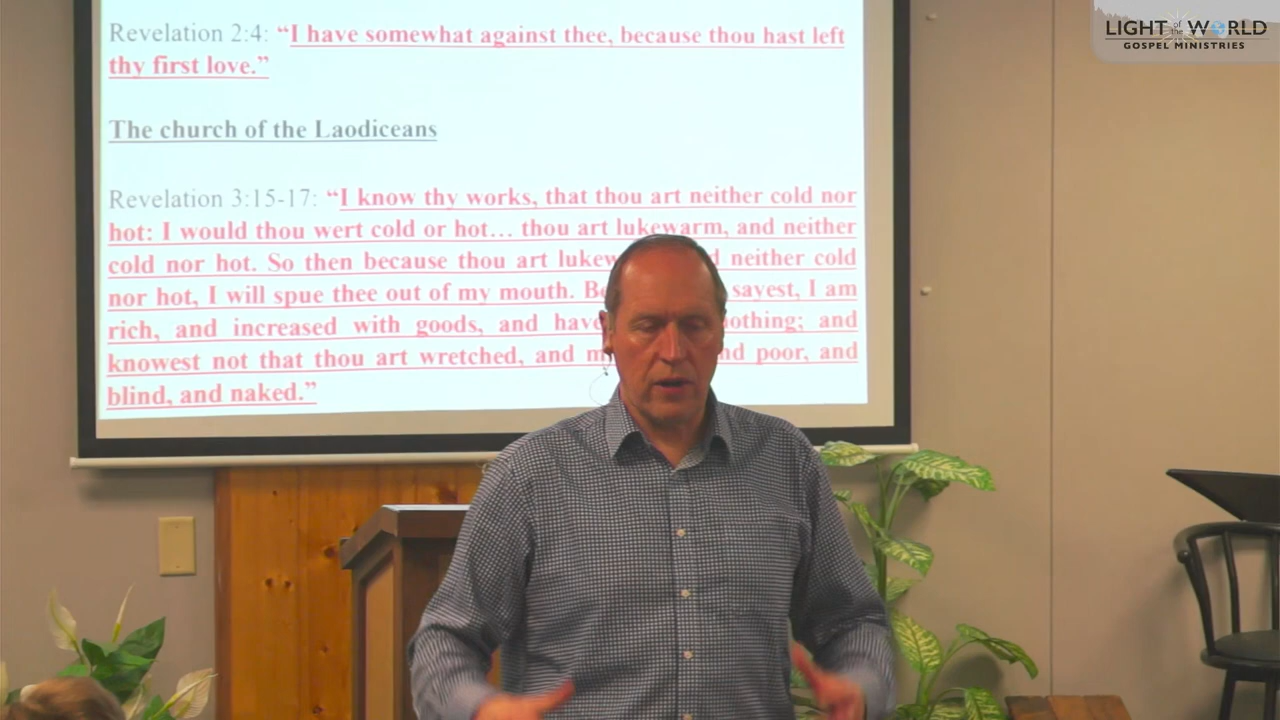 LIGHT of the WORLD
GOSPEL MINISTRIES
Revelation 2:4: “I have somewhat against thee, because thou hast left
thy first love.”
The church of the Laodiceans
Revelation 3:15-17: “I know thy works, that thou art neither cold nor
hot: I would thou wert cold or hot… thou art lukewarm, and neither
cold nor hot. So then because thou art neither cold
nor hot, I will spue thee out of my mouth. sayest, I am
rich, and increased with goods, and and
knowest not that thou art wretched, and poor, and
blind, and naked.”